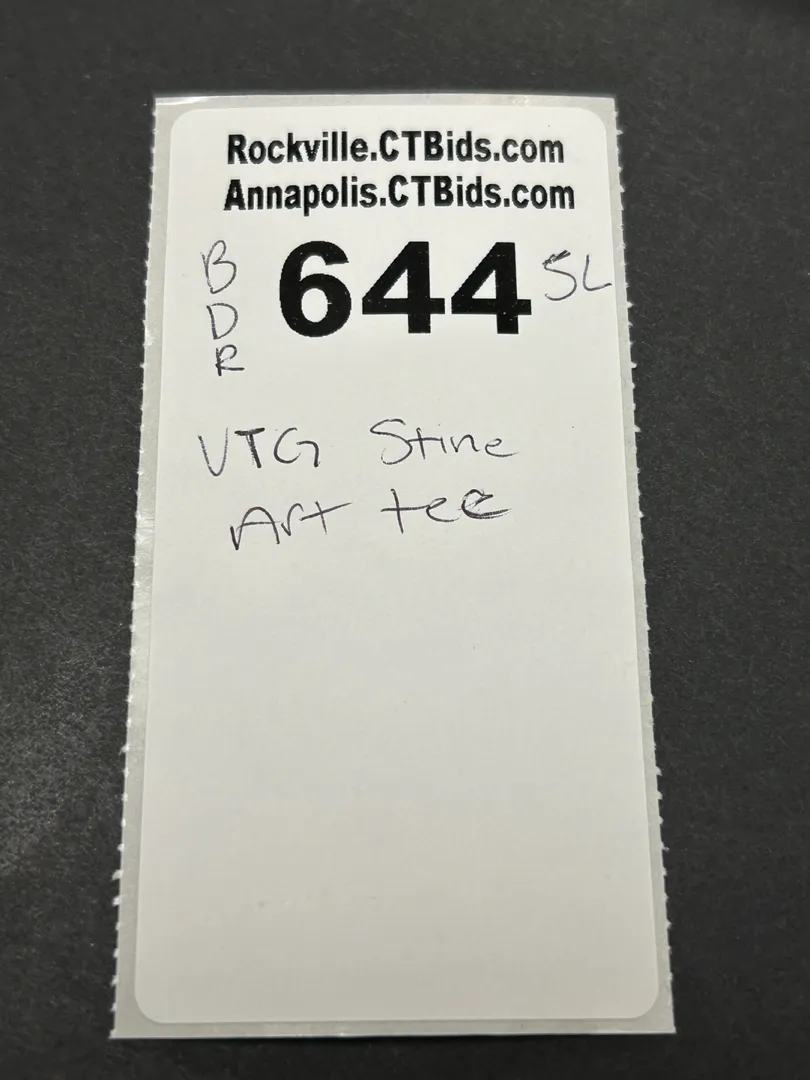 Rockville.CTBids.com
Annapolis.CTBids.com
B
D
R
644 SL
VTG Stine
Art tee